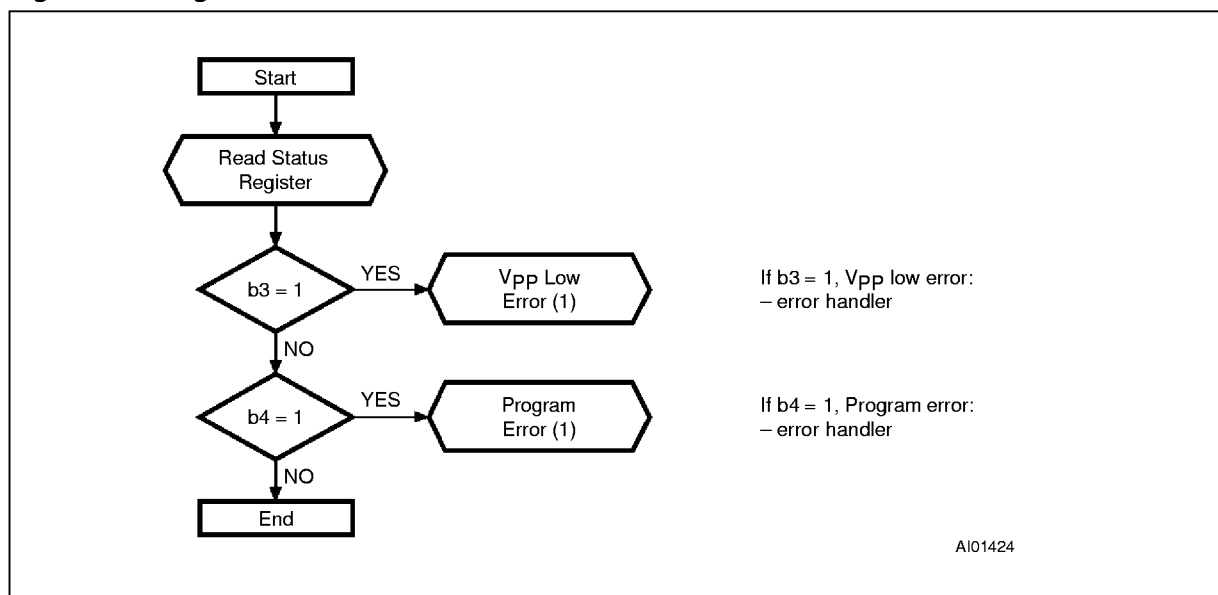 Start
Read Status
Register
b3 = 1
YES
VPP Low
Error (1)
If b3 = 1, VPP low error:
– error handler
NO
b4 = 1
YES
Program
Error (1)
If b4 = 1, Program error:
– error handler
NO
End
AI01424